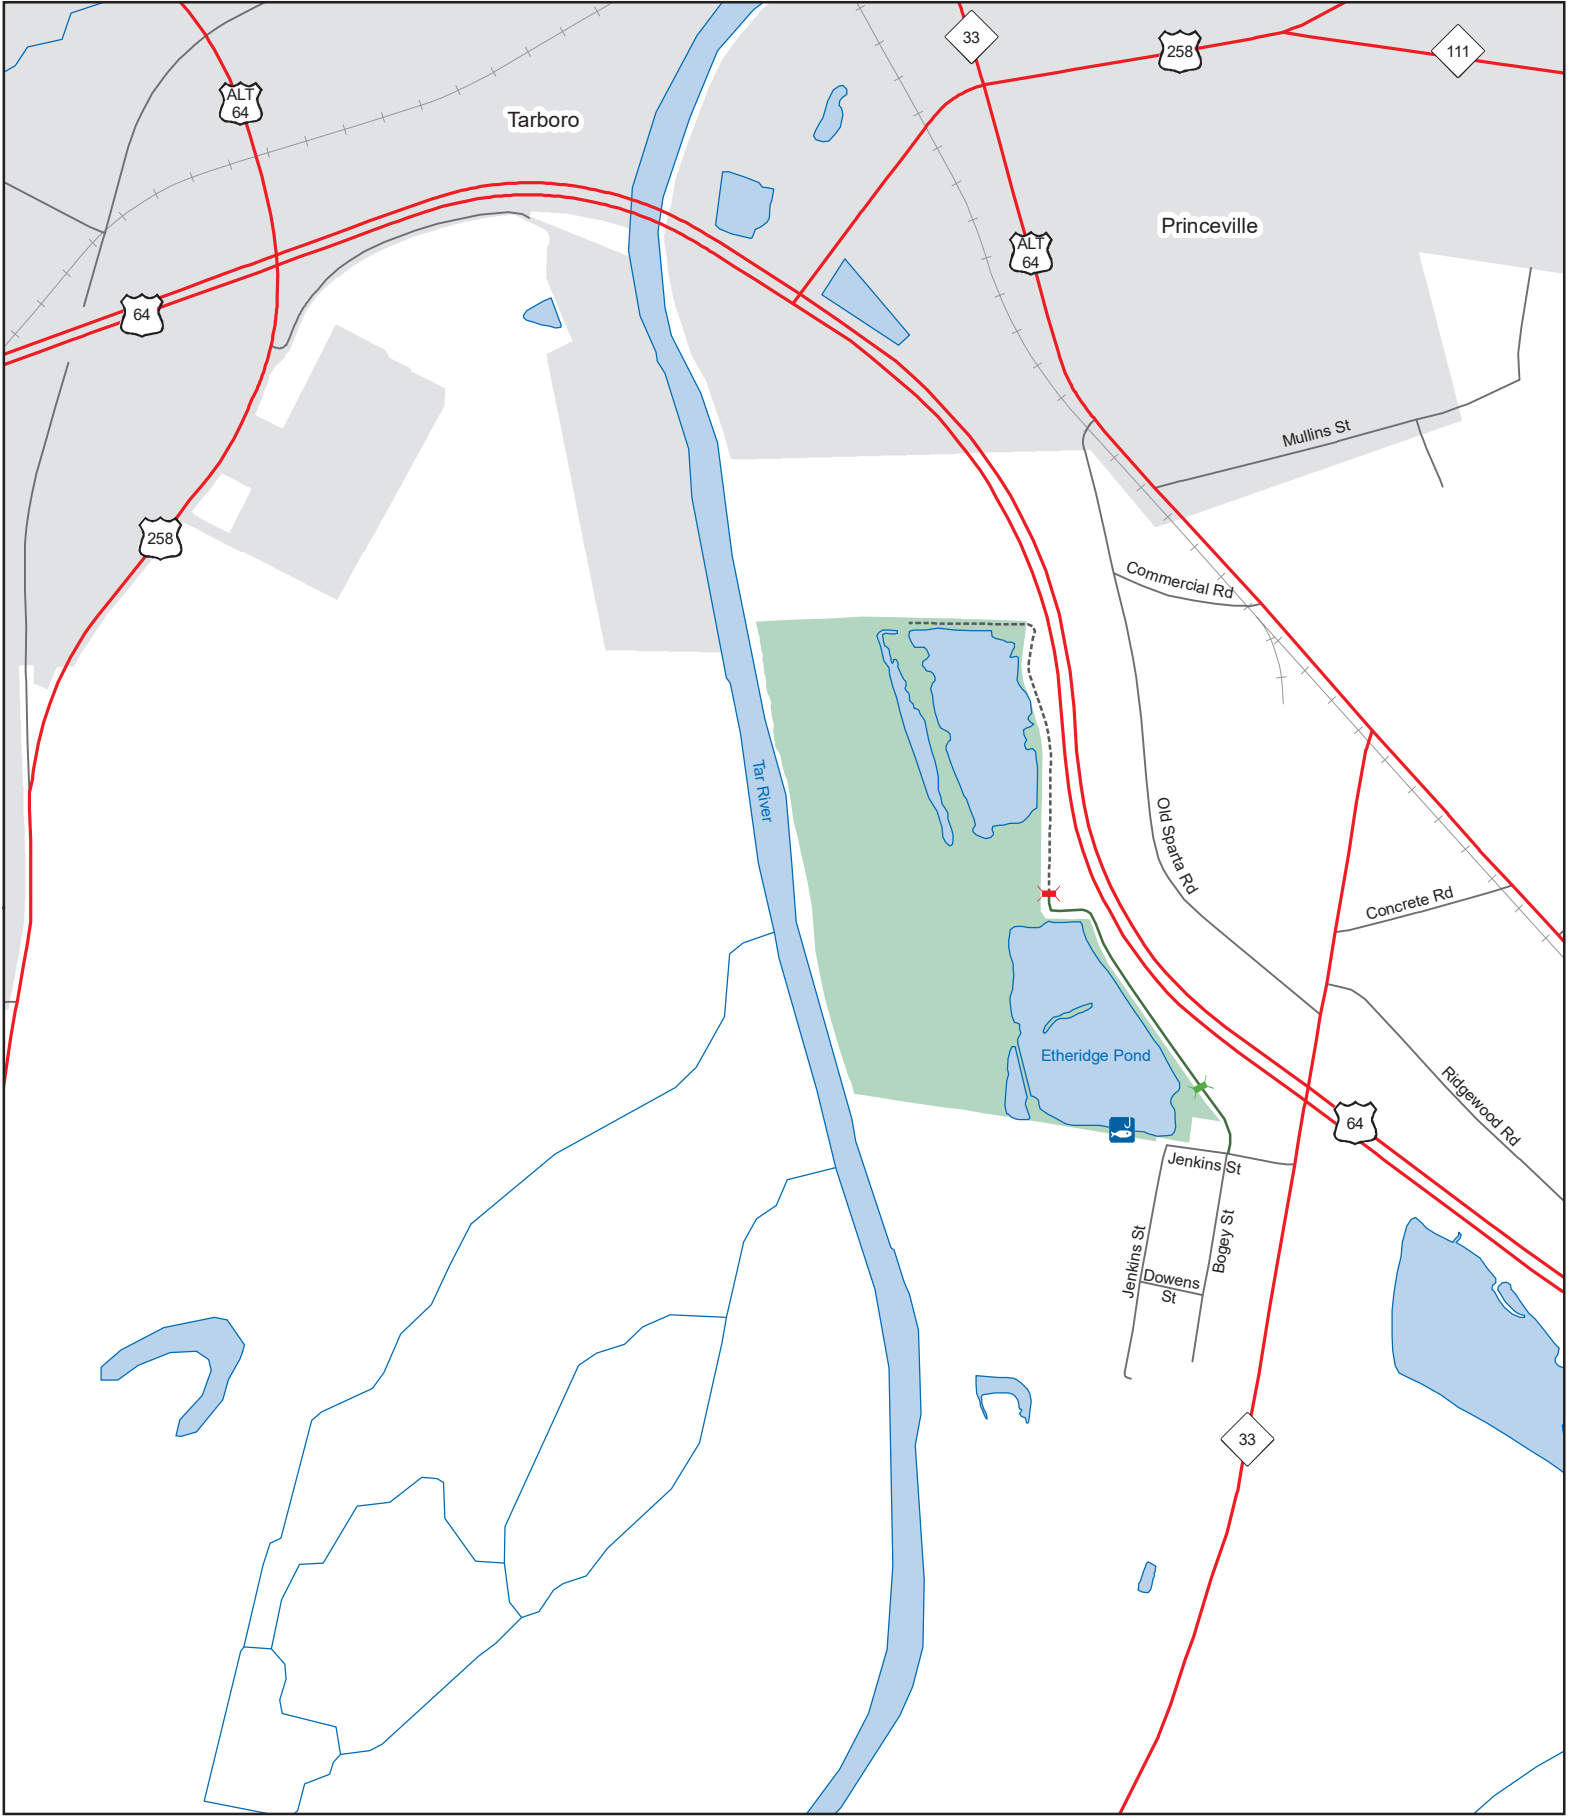 33
258
111
ALT
64
Tarboro
Princeville
ALT
64
64
Mullins St
258
Commercial Rd
Tar River
Old Sparta Rd
Concrete Rd
Etheridge Pond
Ridgewood Rd
64
Jenkins St
Jenkins St
Bogey St
Dowens
St
33